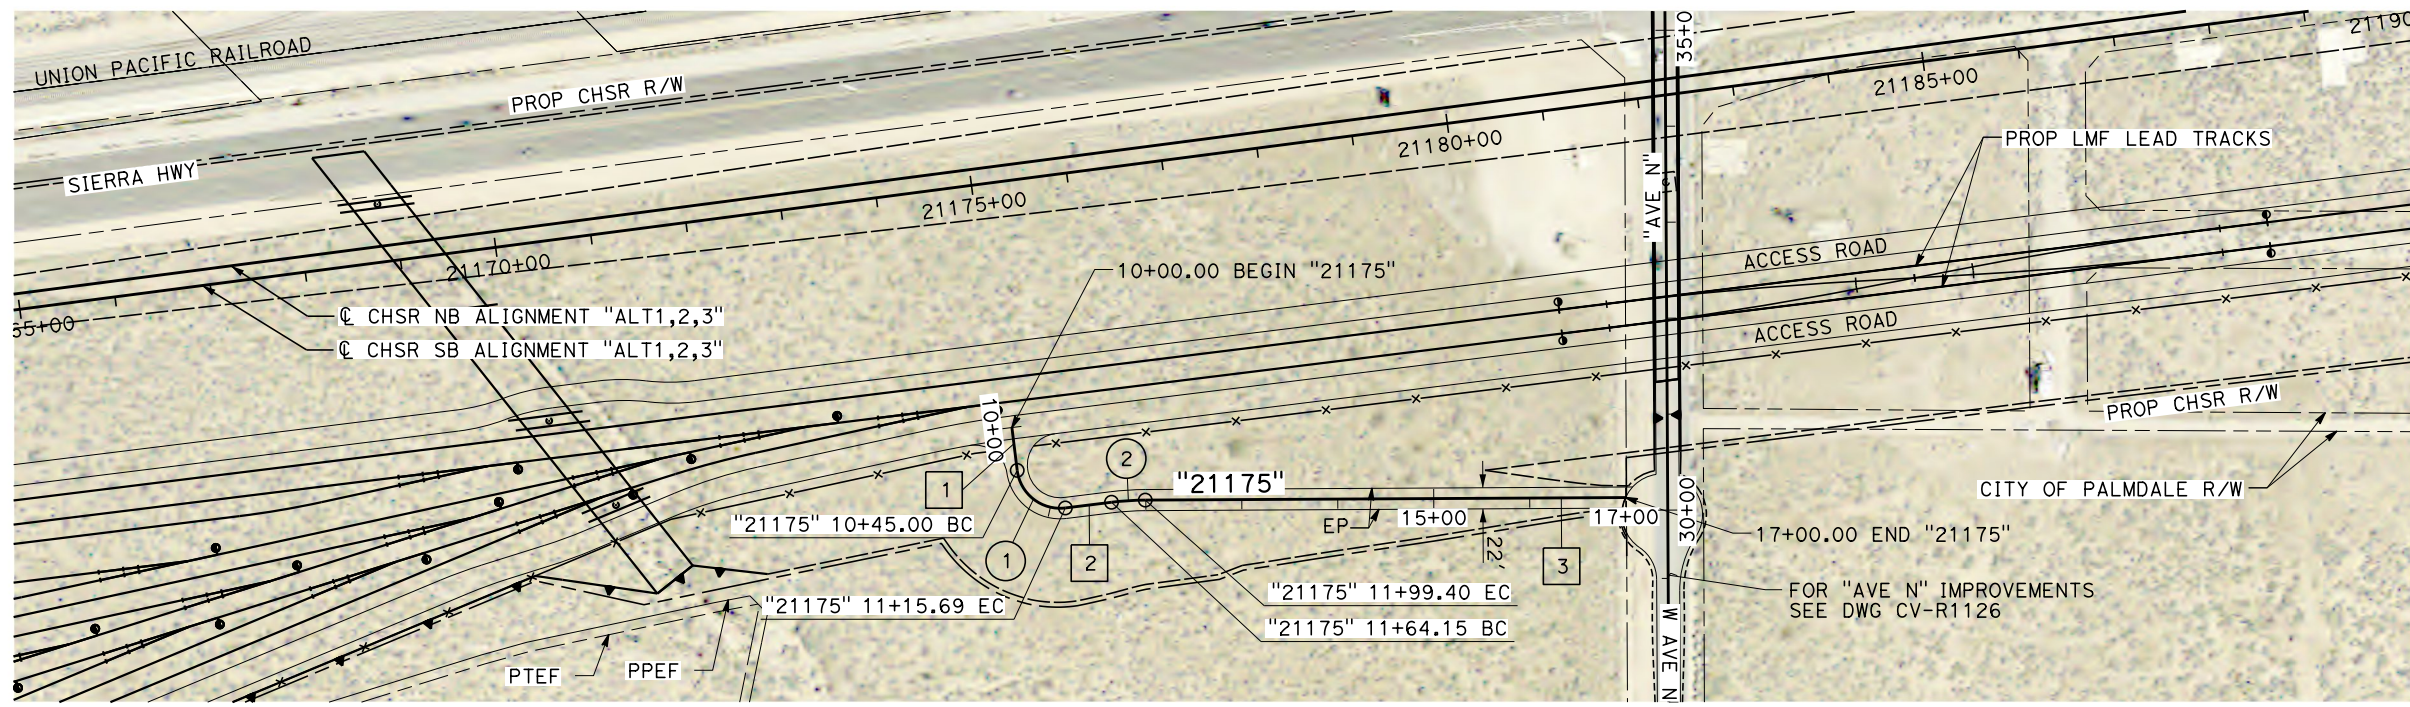 UNION PACIFIC RAILROAD
PROP CHSR R/W
SIERRA HWY
35+0
21190
21185+00
21180+00
21175+00
21170+00
65+00
"AVE N"
PROP LMF LEAD TRACKS
ACCESS ROAD
ACCESS ROAD
10+00.00 BEGIN "21175"
℄ CHSR NB ALIGNMENT "ALT1,2,3"
℄ CHSR SB ALIGNMENT "ALT1,2,3"
10+00
1
2
"21175"
PROP CHSR R/W
CITY OF PALMDALE R/W
"21175" 10+45.00 BC
EP
15+00
17+00
30+00
17+00.00 END "21175"
1
2
22'
3
"21175" 11+15.69 EC
"21175" 11+99.40 EC
"21175" 11+64.15 BC
FOR "AVE N" IMPROVEMENTS
SEE DWG CV-R1126
W AVE N
PTEF
PPEF